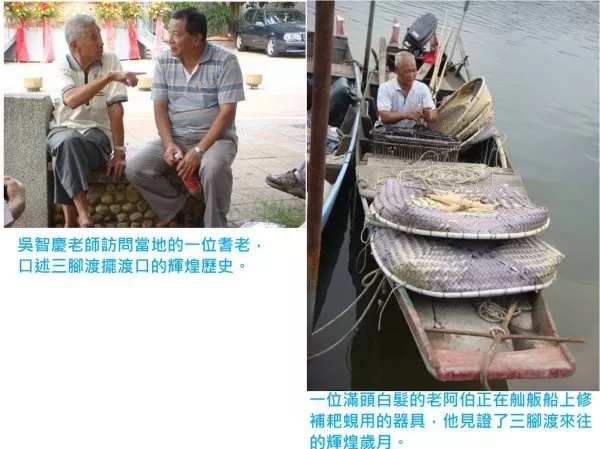 吳智慶老師訪問當地的一位耆老，
口述三腳渡擺渡口的輝煌歷史。
一位滿頭白髮的老阿伯正在舢舨船上修
補耙蜆用的器具，他見證了三腳渡來往
的輝煌歲月。